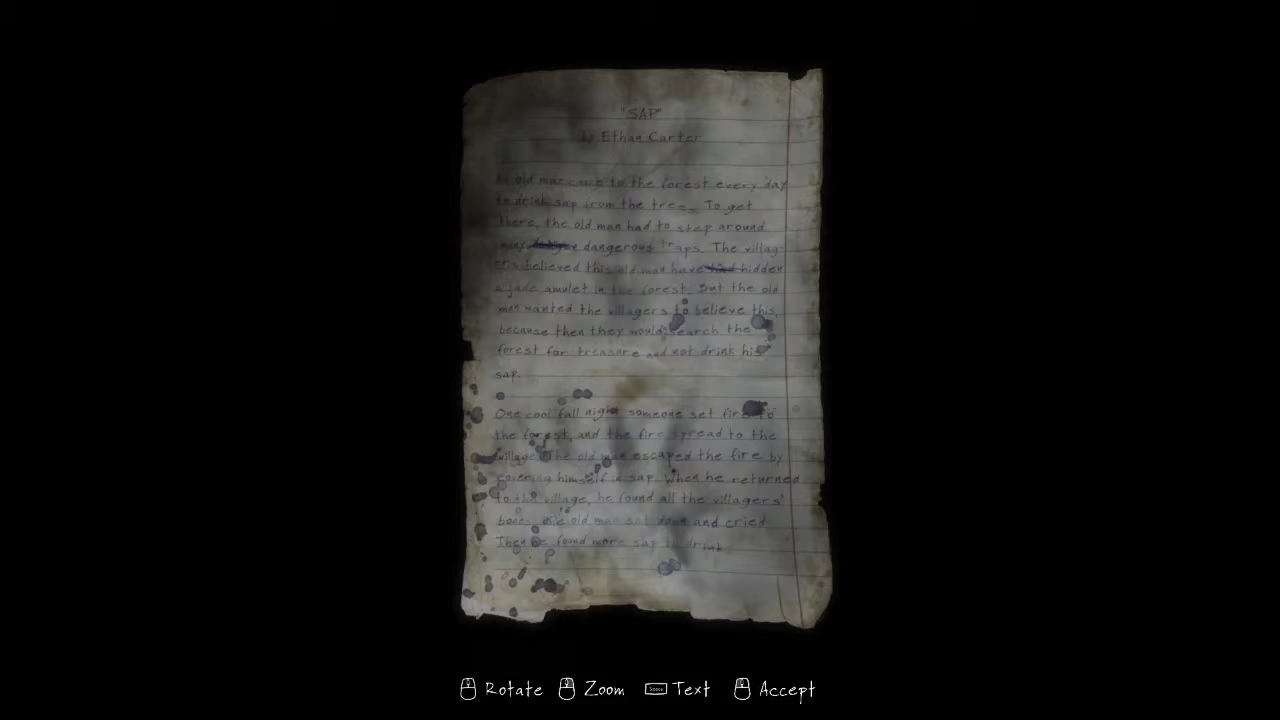 "SAP"
by Ethan Carter
An old man came to the forest every day
to drink sap from the trees. To get
there, the old man had to step around
many dangerous traps. The villag-
ers believed this old man have hidden
a jade amulet in the forest. But the old
man wanted the villagers to believe this,
because then they would search the
forest for treasure and not drink his
sap.
One cool fall night someone set fire to
the forest, and the fire spread to the
village. The old man escaped the fire by
covering himself in sap. When he returned
to the village, he found all the villagers'
bones. The old man sat down and cried
Then he found more sap to drink
Rotate Zoom Text Accept